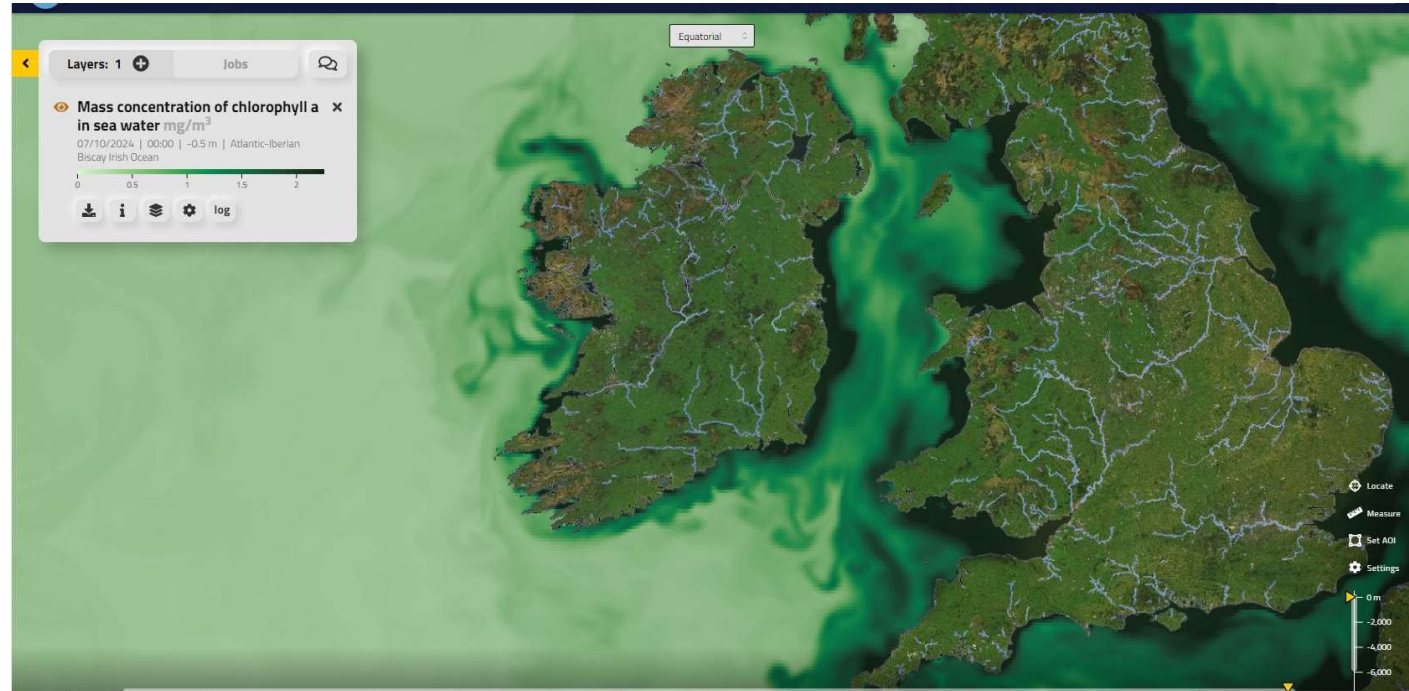 Equatorial
Layers: 1
Jobs
Mass concentration of chlorophyll a
in sea water mg/m³
07/10/2024 | 00:00 | -0.5 m | Atlantic-Iberian
Biscay Irish Ocean
0 0.5 1 1.5 2
log
Locate
Measure
Set AOI
Settings
0 m
-2,000
-4,000
-6,000